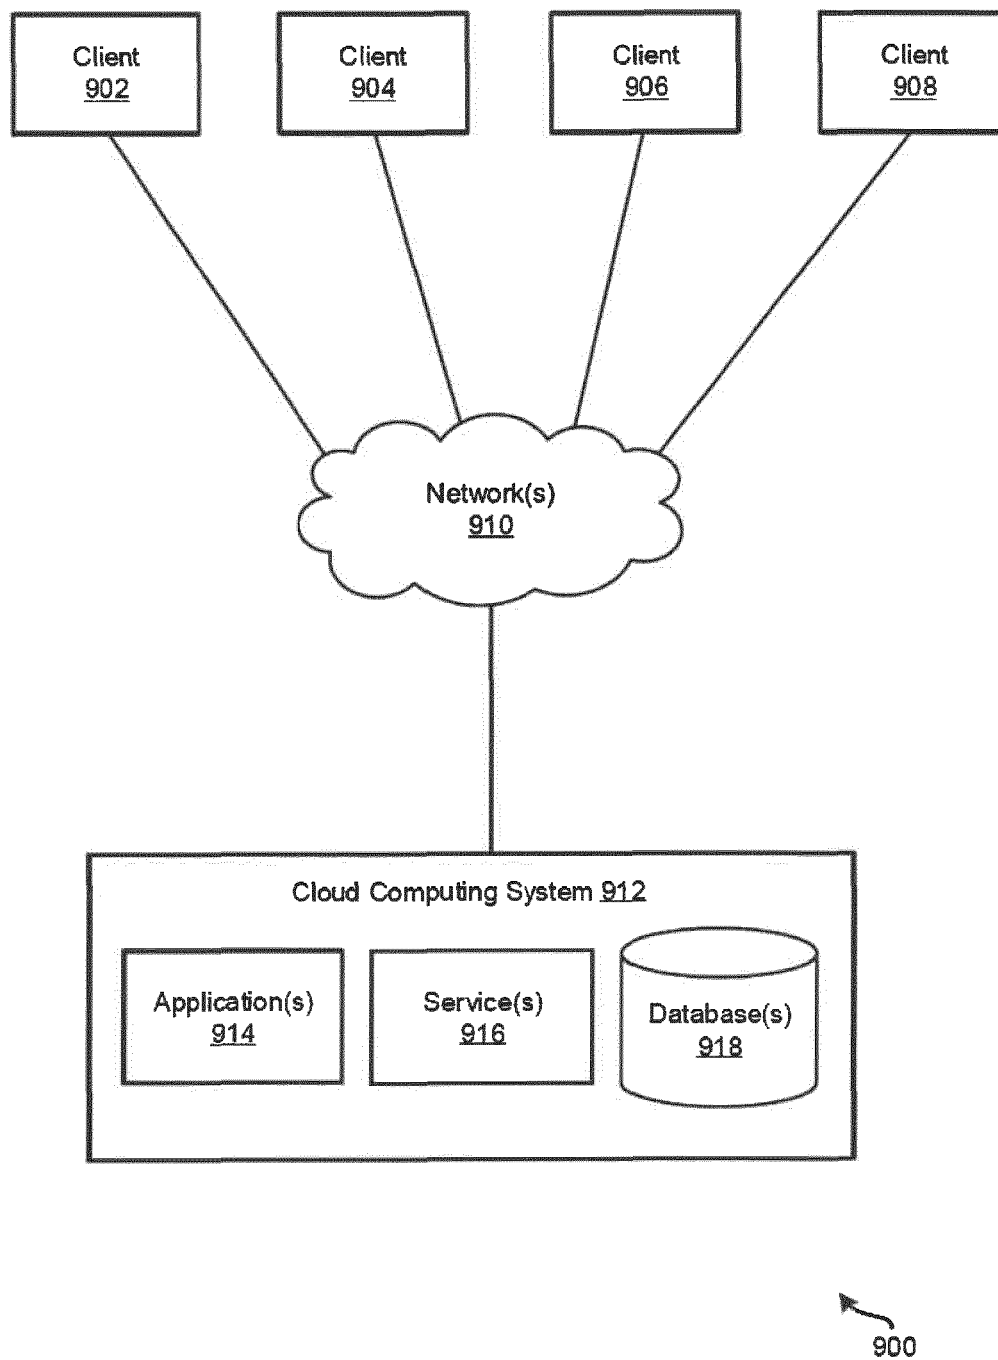 Client
902
Client
904
Client
906
Client
908
Network(s)
910
Cloud Computing System 912
Application(s)
914
Service(s)
916
Database(s)
918
900